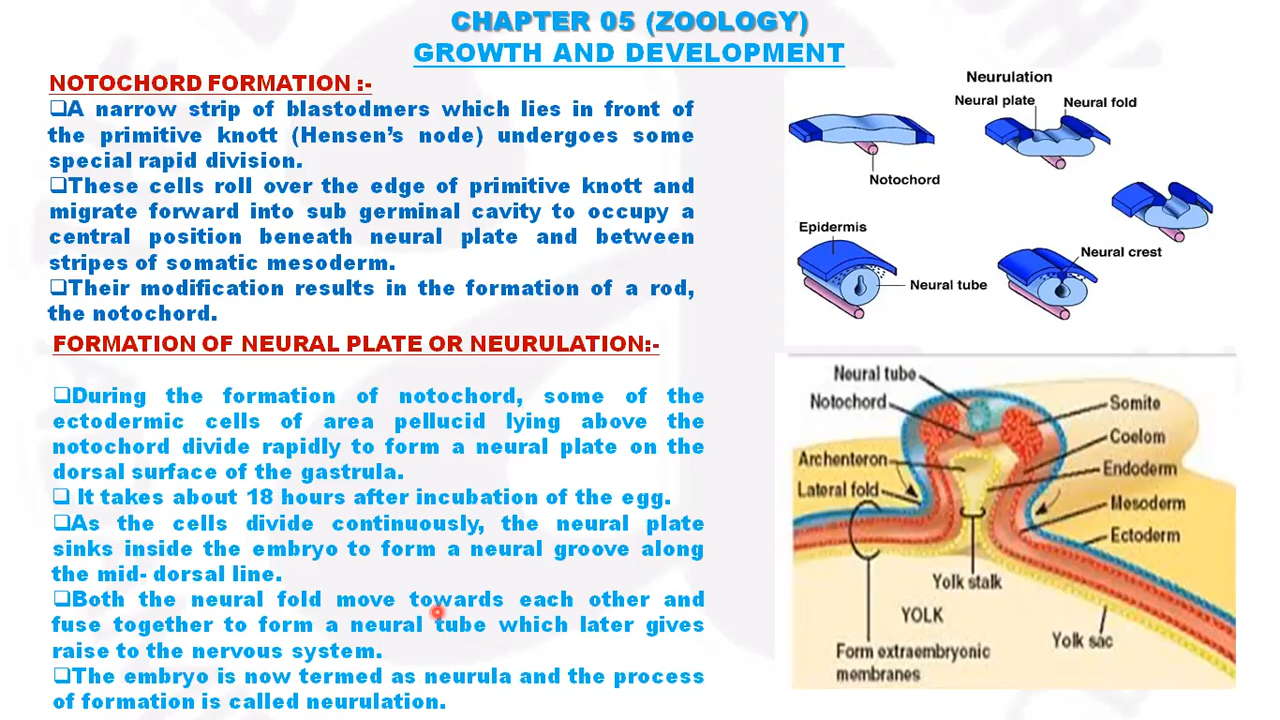 CHAPTER 05 (ZOOLOGY)
GROWTH AND DEVELOPMENT
NOTOCHORD FORMATION :-
❑A narrow strip of blastodmers which lies in front of
the primitive knott (Hensen's node) undergoes some
special rapid division.
❑These cells roll over the edge of primitive knott and
migrate forward into sub germinal cavity to occupy a
central position beneath neural plate and between
stripes of somatic mesoderm.
❑Their modification results in the formation of a rod,
the notochord.
FORMATION OF NEURAL PLATE OR NEURULATION:-
❑During the formation of notochord, some of the
ectodermic cells of area pellucid lying above the
notochord divide rapidly to form a neural plate on the
dorsal surface of the gastrula.
❑ It takes about 18 hours after incubation of the egg.
❑As the cells divide continuously, the neural plate
sinks inside the embryo to form a neural groove along
the mid- dorsal line.
❑Both the neural fold move towards each other and
fuse together to form a neural tube which later gives
raise to the nervous system.
❑The embryo is now termed as neurula and the process
of formation is called neurulation.
Neurulation
Neural plate
Neural fold
Notochord
Epidermis
Neural crest
Neural tube
Neural tube
Notochord
Somite
Coelom
Archenteron
Endoderm
Lateral fold
Mesoderm
Ectoderm
Yolk stalk
YOLK
Yolk sac
Form extraembryonic
membranes